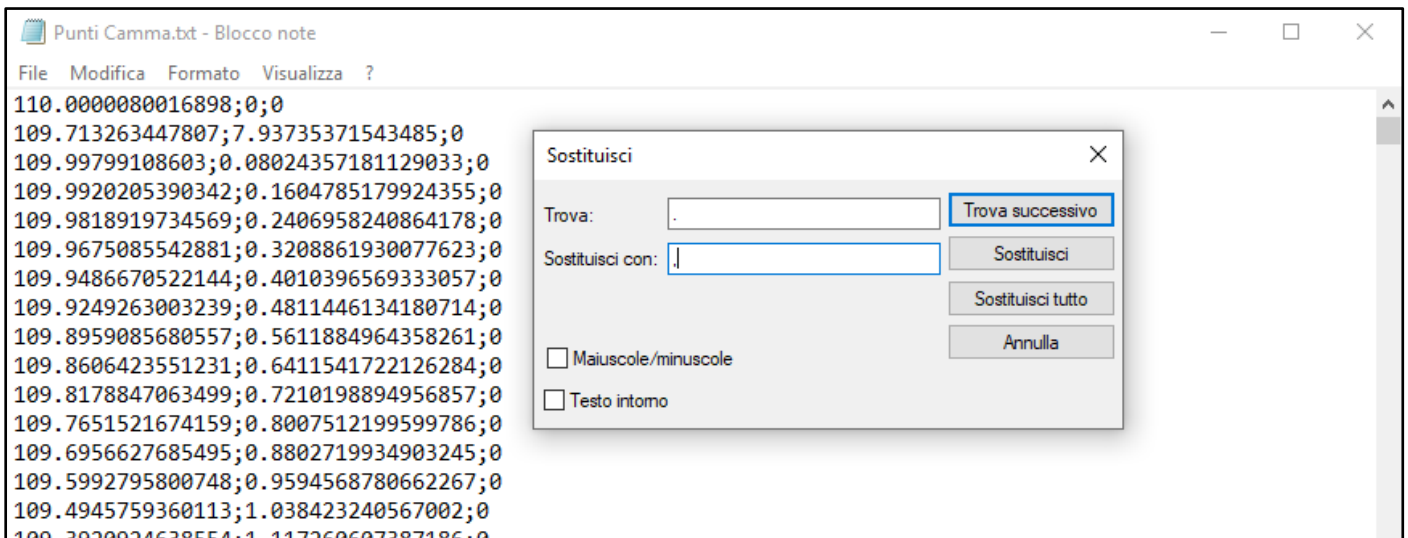 Punti Camma.txt - Blocco note
File Modifica Formato Visualizza ?
110.0000080016898;0;0
109.713263447807;7.93735371543485;0
109.99799108603;0.08024357181129033;0
109.9920205390342;0.1604785179924355;0
109.9818919734569;0.2406958240864178;0
109.9675085542881;0.3208861930077623;0
109.9486670522144;0.4010396569333057;0
109.9249263003239;0.4811446134180714;0
109.8959085680557;0.5611884964358261;0
109.8606423551231;0.6411541722126284;0
109.8178847063499;0.7210198894956857;0
109.7651521674159;0.8007512199599786;0
109.6956627685495;0.8802719934903245;0
109.5992795800748;0.9594568780662267;0
109.4945759360113;1.038423240567002;0
Sostituisci
Trova: .
Trova successivo
Sostituisci con: ,
Sostituisci
Sostituisci tutto
Annulla
Maiuscole/minuscole
Testo intorno